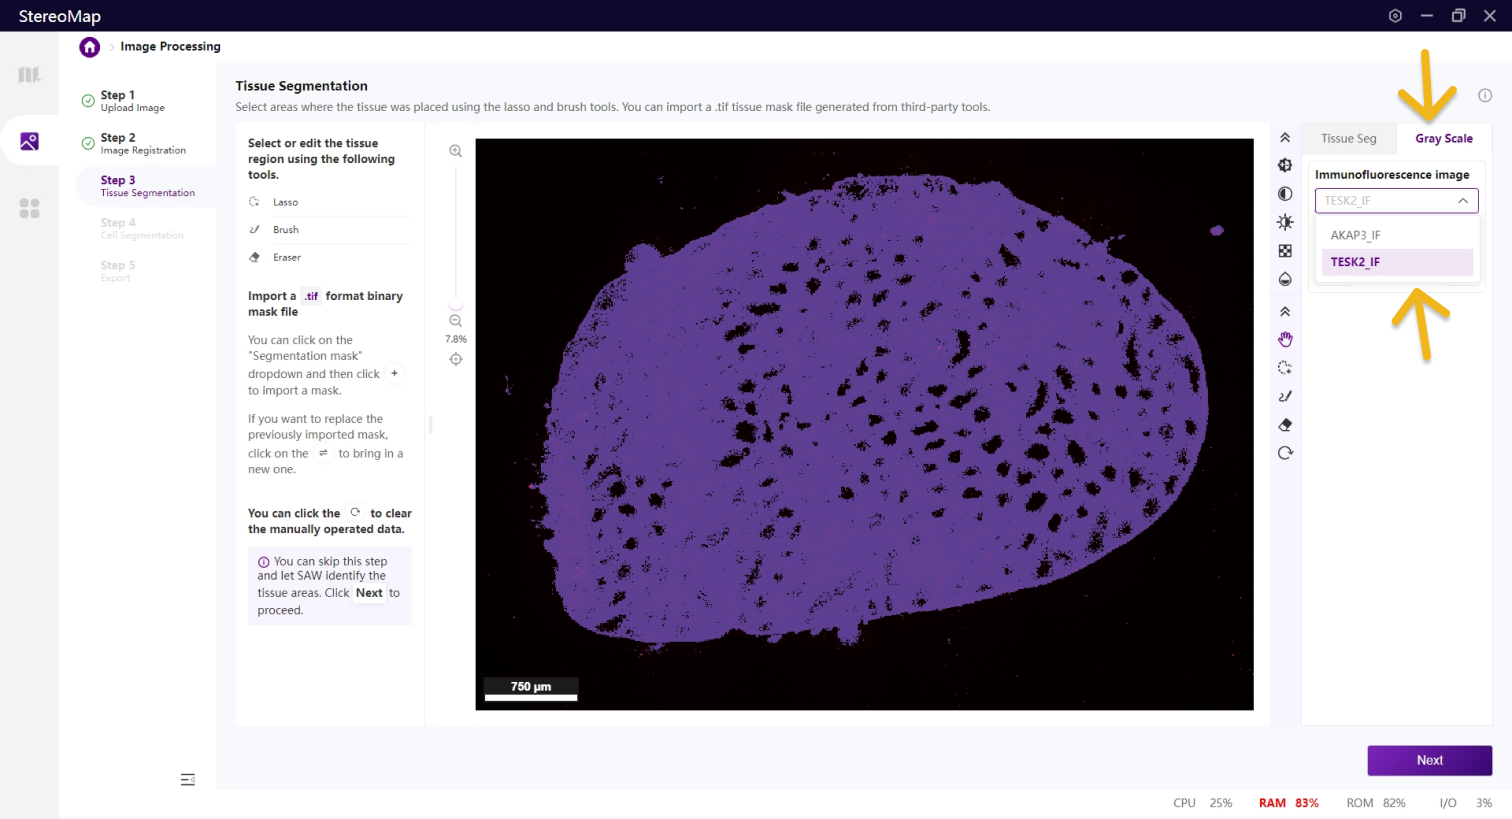 StereoMap
Image Processing
Step 1
Upload Image
Step 2
Image Registration
Step 3
Tissue Segmentation
Step 4
Cell Segmentation
Step 5
Export
Tissue Segmentation
Select areas where the tissue was placed using the lasso and brush tools. You can import a .tif tissue mask file generated from third-party tools.
Select or edit the tissue
region using the following
tools.
Lasso
Brush
Eraser
Import a .tif format binary
mask file
You can click on the
"Segmentation mask"
dropdown and then click +
to import a mask.
If you want to replace the
previously imported mask,
click on the ⇌ to bring in a
new one.
You can click the to clear
the manually operated data.
You can skip this step
and let SAW identify the
tissue areas. Click Next to
proceed.
7.8%
750 μm
Tissue Seg Gray Scale
Immunofluorescence image
TESK2_IF
AKAP3_IF
TESK2_IF
Next
CPU 25% RAM 83% ROM 82% I/O 3%